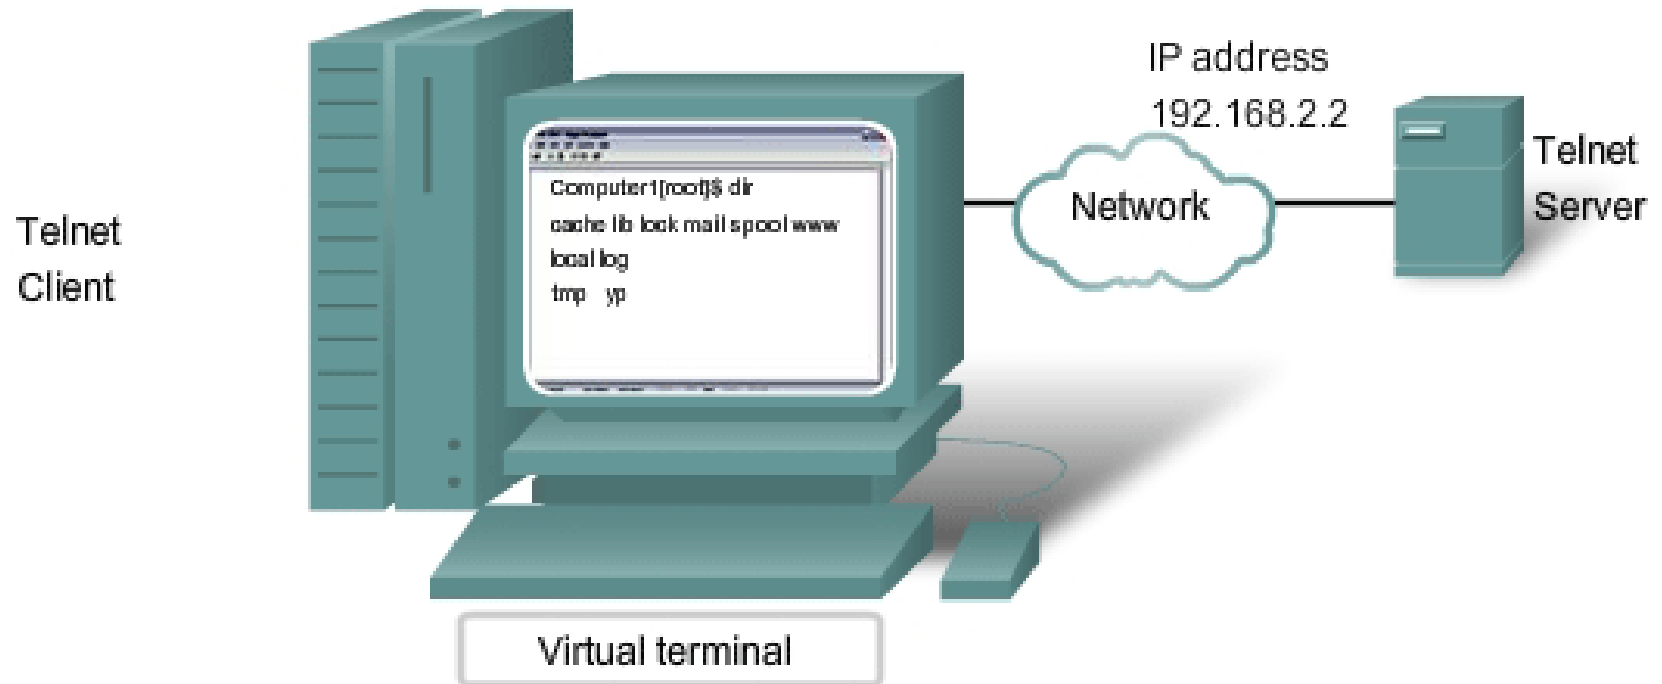 Telnet
Client
Computer1[root]$ dir
cache lib lock mail spool www
local log
tmp yp
IP address
192.168.2.2
Network
Telnet
Server
Virtual terminal